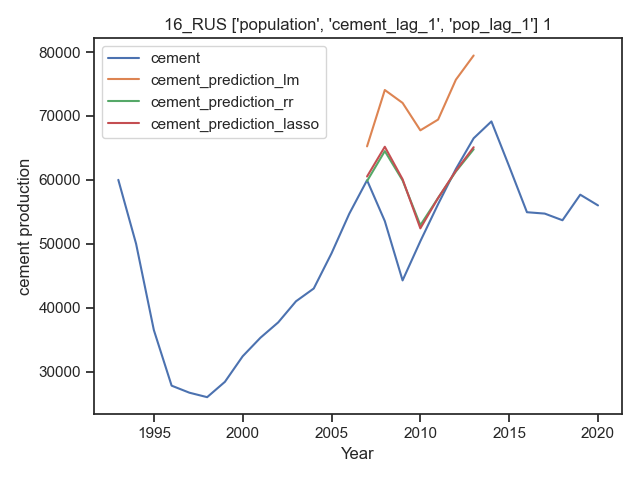 16_RUS ['population', 'cement_lag_1', 'pop_lag_1'] 1
cement
cement_prediction_lm
cement_prediction_rr
cement_prediction_lasso
80000
70000
60000
50000
40000
30000
cement production
1995 2000 2005 2010 2015 2020
Year